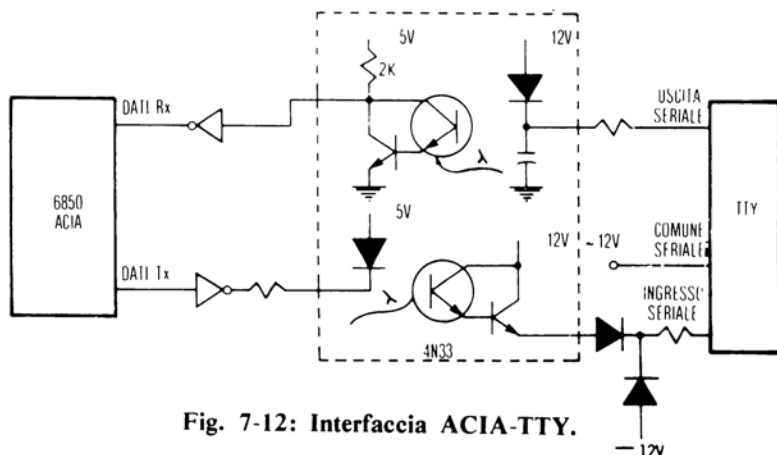 5V
12V
2K
DATI Rx
USCITA
SERIALE
λ
6850
ACIA
TTY
5V
12V
-12V
COMUNE
SERIALE
DATI Tx
λ
INGRESSO
SERIALE
4N33
-12V
Fig. 7-12: Interfaccia ACIA-TTY.